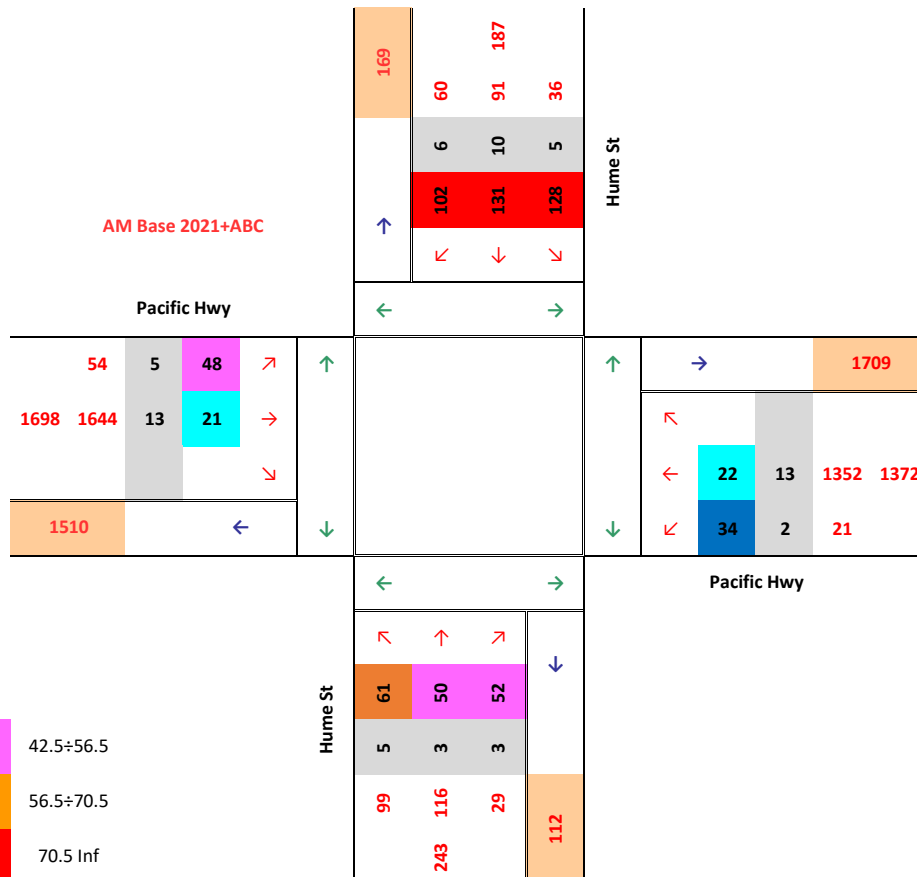 187
169
60 91 36
6 10 5
Hume St
102 131 128
AM Base 2021+ABC
↑
↙ ↓ ↘
Pacific Hwy
← →
54 5 48 ↗ ↑ ↑ → 1709
1698 1644 13 21 →
↖
← 22 13 1352 1372
↘
1510 ← ↓ ↓ ↙ 34 2 21
← →
Pacific Hwy
↖ ↑ ↗
↓
61 50 52
Hume St
42.5÷56.5
5 3 3
56.5÷70.5
99 116 29
112
70.5 Inf
243